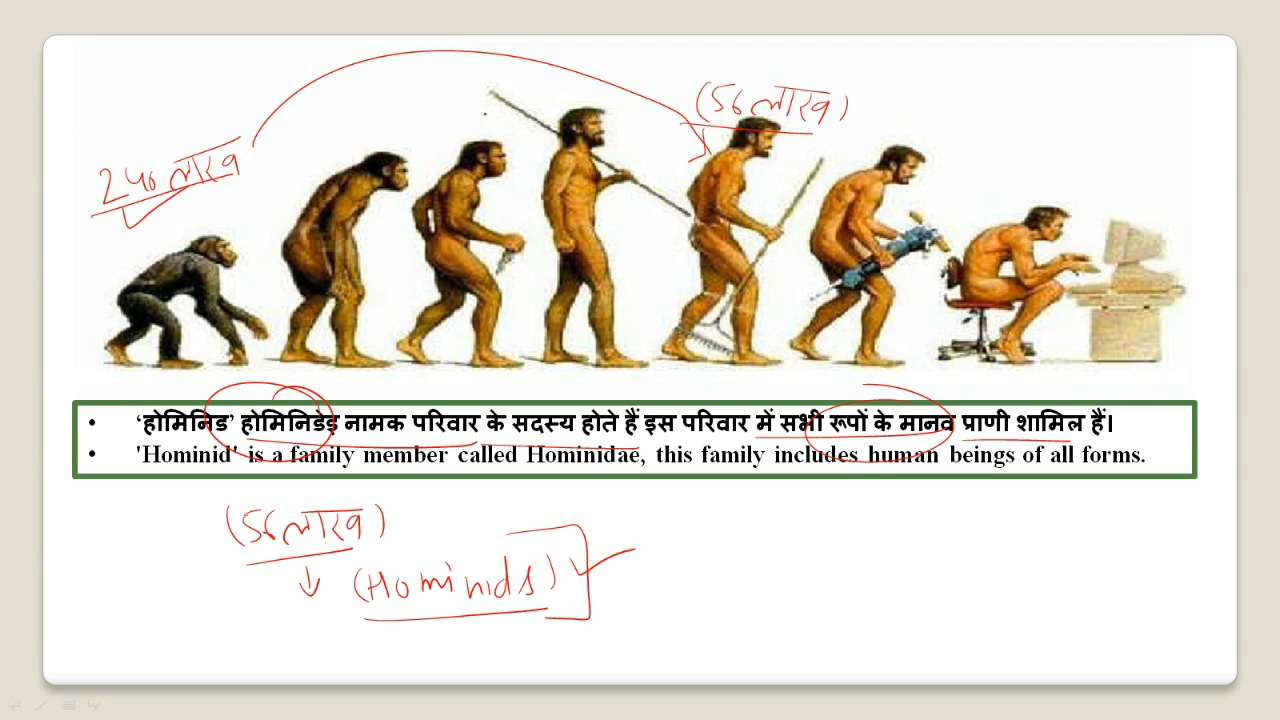 (56 लाख)
240 लाख
• 'होमिनिड' होमिनिडेइ नामक परिवार के सदस्य होते हैं इस परिवार में सभी रूपों के मानव प्राणी शामिल हैं।
• 'Hominid' is a family member called Hominidae, this family includes human beings of all forms.
(56 लाख)
(Hominids)